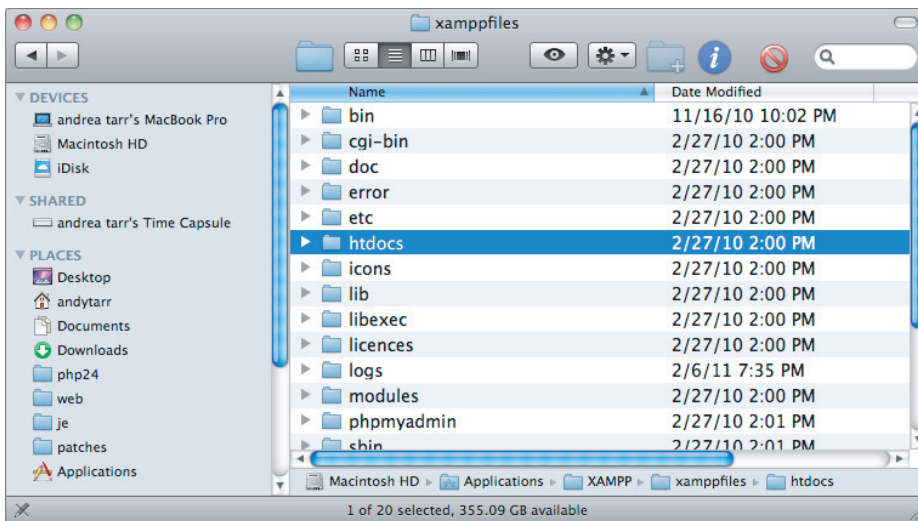 xamppfiles
DEVICES
andrea tarr's MacBook Pro
Macintosh HD
iDisk
SHARED
andrea tarr's Time Capsule
PLACES
Desktop
andytarr
Documents
Downloads
php24
web
je
patches
Applications
Name Date Modified
bin 11/16/10 10:02 PM
cgi-bin 2/27/10 2:00 PM
doc 2/27/10 2:00 PM
error 2/27/10 2:00 PM
etc 2/27/10 2:00 PM
htdocs 2/27/10 2:00 PM
icons 2/27/10 2:00 PM
lib 2/27/10 2:00 PM
libexec 2/27/10 2:00 PM
licences 2/27/10 2:00 PM
logs 2/6/11 7:35 PM
modules 2/27/10 2:00 PM
phpmyadmin 2/27/10 2:01 PM
sbin 2/27/10 2:01 PM
Macintosh HD Applications XAMPP xamppfiles htdocs
1 of 20 selected, 355.09 GB available